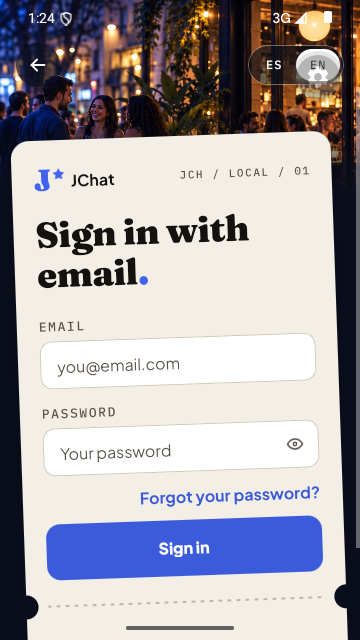 1:24
3G
ES
EN
J JChat
JCH / LOCAL / 01
Sign in with
email.
EMAIL
you@email.com
PASSWORD
Your password
Forgot your password?
Sign in